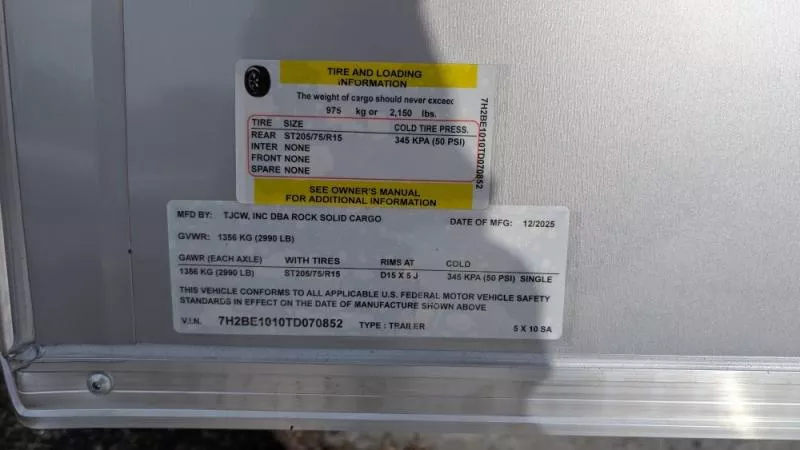 TIRE AND LOADING
INFORMATION
The weight of cargo should never exceed
975 kg or 2,150 lbs.
TIRE SIZE COLD TIRE PRESS.
REAR ST205/75/R15 345 KPA (50 PSI)
INTER NONE
FRONT NONE
SPARE NONE
SEE OWNER'S MANUAL
FOR ADDITIONAL INFORMATION
7H2BE1010TD070852
MFD BY: TJCW, INC DBA ROCK SOLID CARGO DATE OF MFG: 12/2025
GVWR: 1356 KG (2990 LB)
GAWR (EACH AXLE) WITH TIRES RIMS AT COLD
1356 KG (2990 LB) ST205/75/R15 D15 X 5 J 345 KPA (50 PSI) SINGLE
THIS VEHICLE CONFORMS TO ALL APPLICABLE U.S. FEDERAL MOTOR VEHICLE SAFETY
STANDARDS IN EFFECT ON THE DATE OF MANUFACTURE SHOWN ABOVE
V.I.N. 7H2BE1010TD070852 TYPE : TRAILER 5 X 10 SA